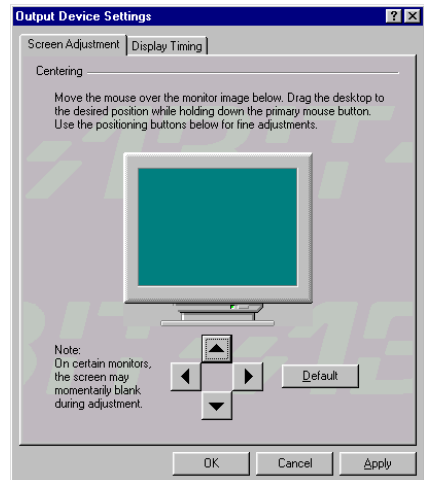 Output Device Settings
Screen Adjustment Display Timing
Centering
Move the mouse over the monitor image below. Drag the desktop to
the desired position while holding down the primary mouse button.
Use the positioning buttons below for fine adjustments.
Note:
On certain monitors,
the screen may
momentarily blank
during adjustment.
Default
OK Cancel Apply